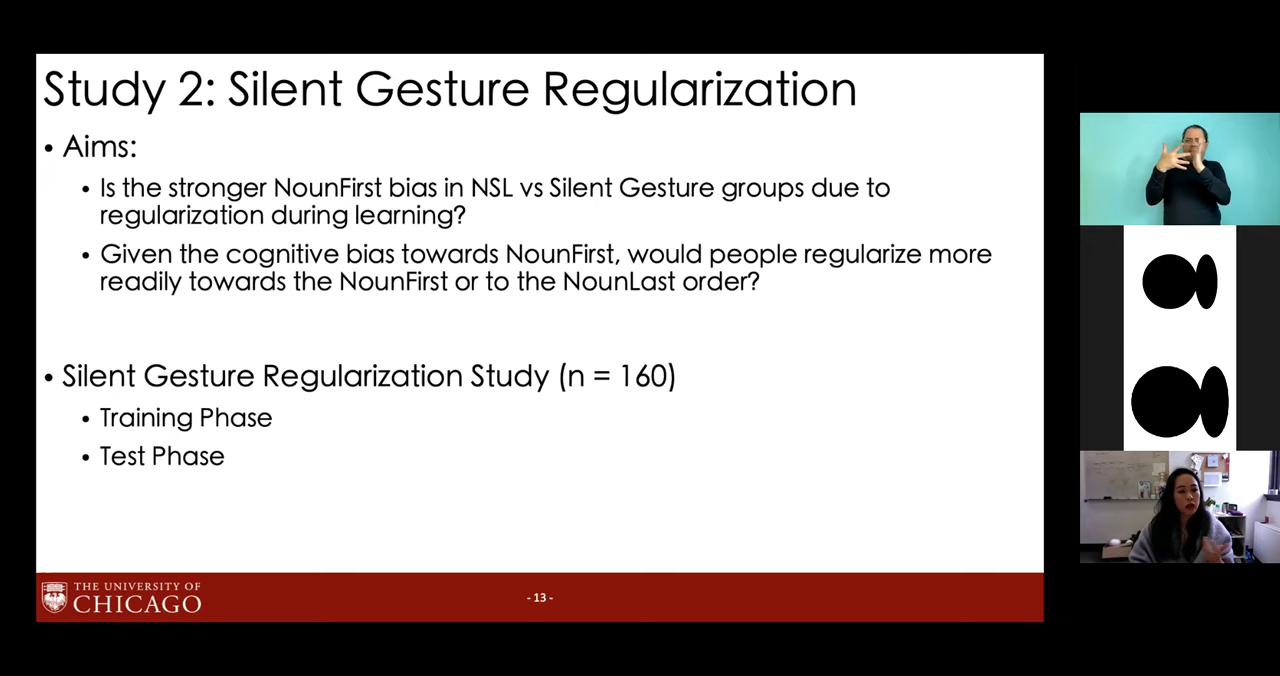 Study 2: Silent Gesture Regularization
• Aims:
• Is the stronger NounFirst bias in NSL vs Silent Gesture groups due to
regularization during learning?
• Given the cognitive bias towards NounFirst, would people regularize more
readily towards the NounFirst or to the NounLast order?
• Silent Gesture Regularization Study (n = 160)
• Training Phase
• Test Phase
THE UNIVERSITY OF
CHICAGO
- 13 -